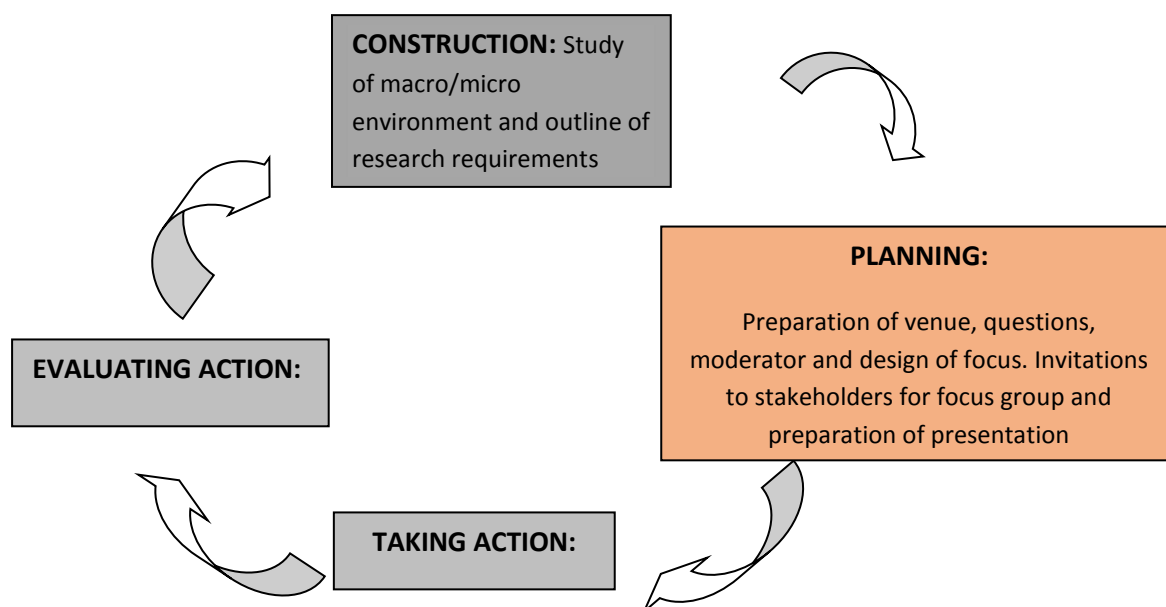 CONSTRUCTION: Study
of macro/micro
environment and outline of
research requirements
PLANNING:
Preparation of venue, questions,
moderator and design of focus. Invitations
to stakeholders for focus group and
preparation of presentation
EVALUATING ACTION:
TAKING ACTION: